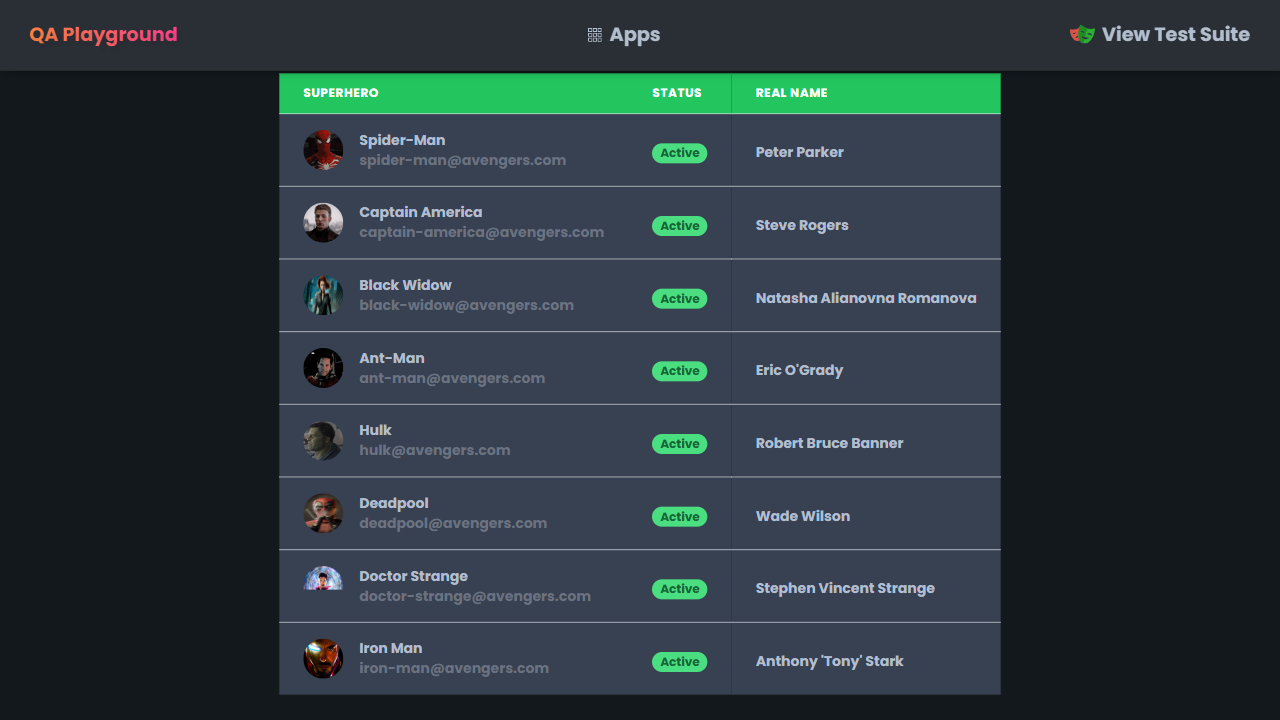 QA Playground
Apps
View Test Suite
SUPERHERO STATUS REAL NAME
Spider-Man
spider-man@avengers.com
Active
Peter Parker
Captain America
captain-america@avengers.com
Active
Steve Rogers
Black Widow
black-widow@avengers.com
Active
Natasha Alianovna Romanova
Ant-Man
ant-man@avengers.com
Active
Eric O'Grady
Hulk
hulk@avengers.com
Active
Robert Bruce Banner
Deadpool
deadpool@avengers.com
Active
Wade Wilson
Doctor Strange
doctor-strange@avengers.com
Active
Stephen Vincent Strange
Iron Man
iron-man@avengers.com
Active
Anthony 'Tony' Stark